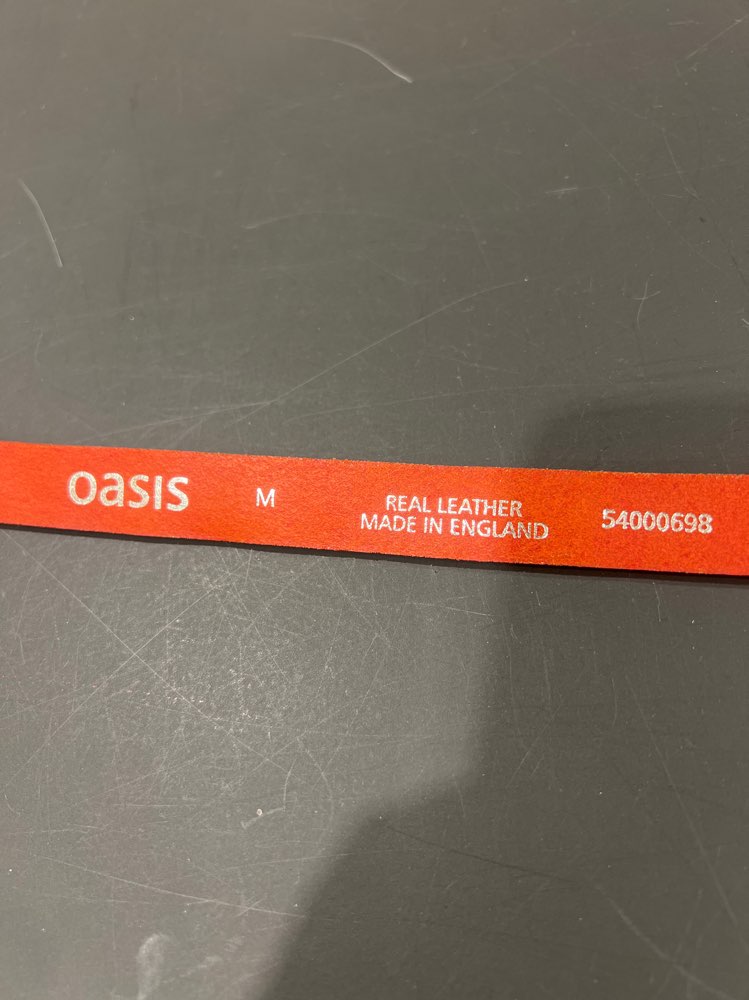 oasis
M
REAL LEATHER
MADE IN ENGLAND
54000698